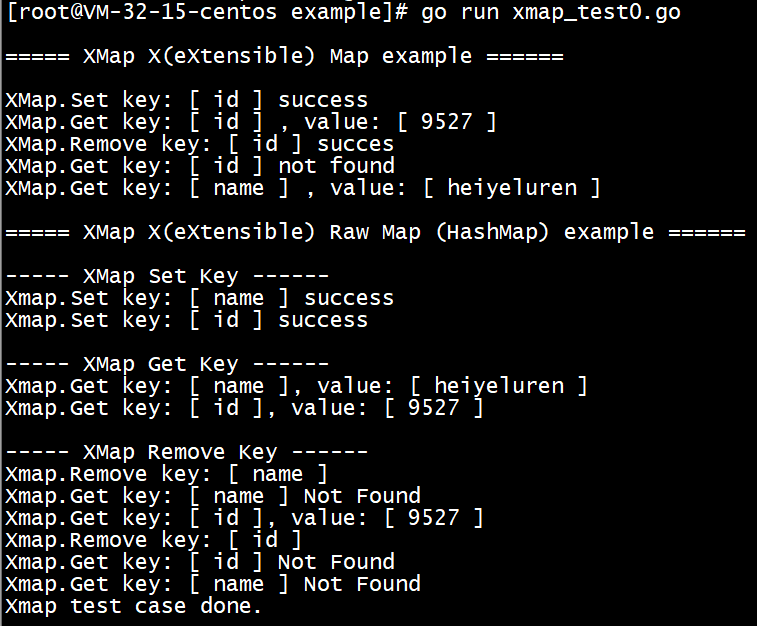 [root@VM-32-15-centos example]# go run xmap_test0.go
===== XMap X(eXtensible) Map example ======
XMap.Set key: [ id ] success
XMap.Get key: [ id ] , value: [ 9527 ]
XMap.Remove key: [ id ] succes
XMap.Get key: [ id ] not found
XMap.Get key: [ name ] , value: [ heiyeluren ]
===== XMap X(eXtensible) Raw Map (HashMap) example ======
----- XMap Set Key ------
Xmap.Set key: [ name ] success
Xmap.Set key: [ id ] success
----- XMap Get Key ------
Xmap.Get key: [ name ], value: [ heiyeluren ]
Xmap.Get key: [ id ], value: [ 9527 ]
----- XMap Remove Key ------
Xmap.Remove key: [ name ]
Xmap.Get key: [ name ] Not Found
Xmap.Get key: [ id ], value: [ 9527 ]
Xmap.Remove key: [ id ]
Xmap.Get key: [ id ] Not Found
Xmap.Get key: [ name ] Not Found
Xmap test case done.